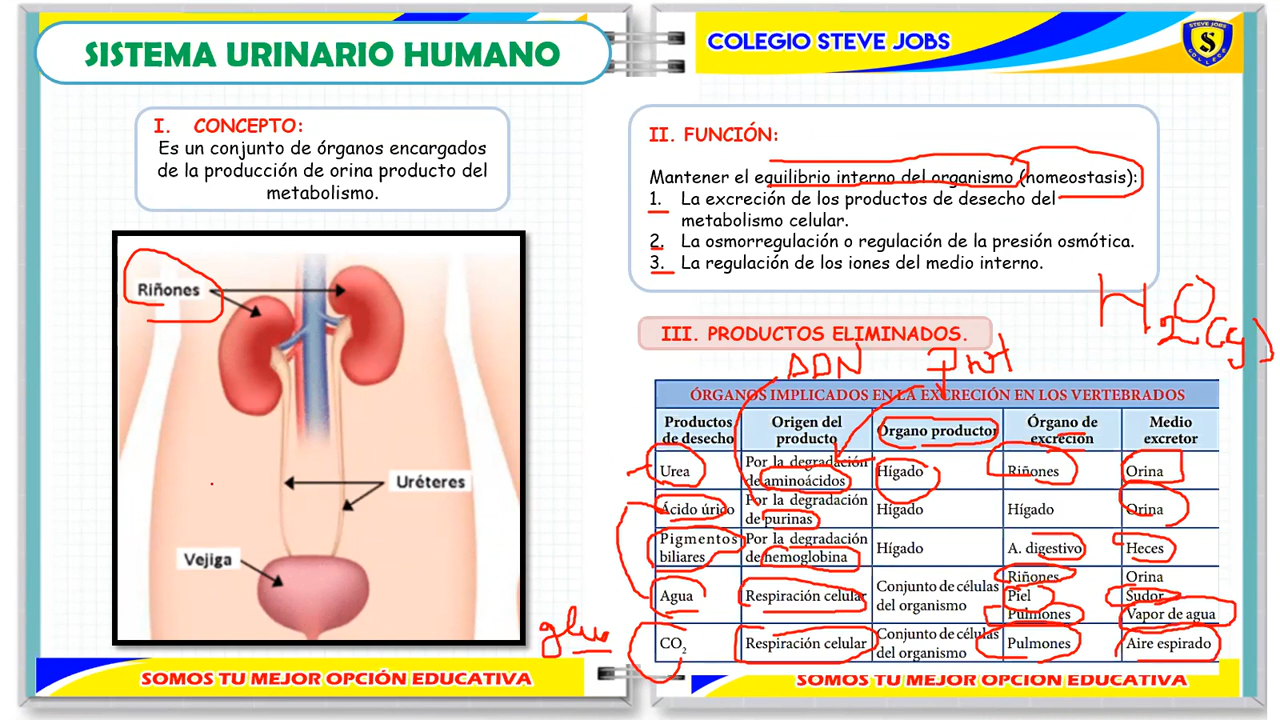 SISTEMA URINARIO HUMANO
I. CONCEPTO:
Es un conjunto de órganos encargados
de la producción de orina producto del
metabolismo.
Riñones
Uréteres
Vejiga
SOMOS TU MEJOR OPCIÓN EDUCATIVA
COLEGIO STEVE JOBS
STEVE JOBS
S
COLLEGE
II. FUNCIÓN:
Mantener el equilibrio interno del organismo (homeostasis):
1. La excreción de los productos de desecho del
metabolismo celular.
2. La osmorregulación o regulación de la presión osmótica.
3. La regulación de los iones del medio interno.
H2O(g)
III. PRODUCTOS ELIMINADOS.
ADN
ÓRGANOS IMPLICADOS EN LA EXCRECIÓN EN LOS VERTEBRADOS
Productos de desecho Origen del producto Órgano productor Órgano de excreción Medio excretor
Urea Por la degradación de aminoácidos Hígado Riñones Orina
Ácido úrico Por la degradación de purinas Hígado Hígado Orina
Pigmentos biliares Por la degradación de hemoglobina Hígado A. digestivo Heces
Agua Respiración celular Conjunto de células del organismo Riñones Orina
Piel Sudor
Pulmones Vapor de agua
CO2 Respiración celular Conjunto de células del organismo Pulmones Aire espirado
glu
SOMOS TU MEJOR OPCIÓN EDUCATIVA